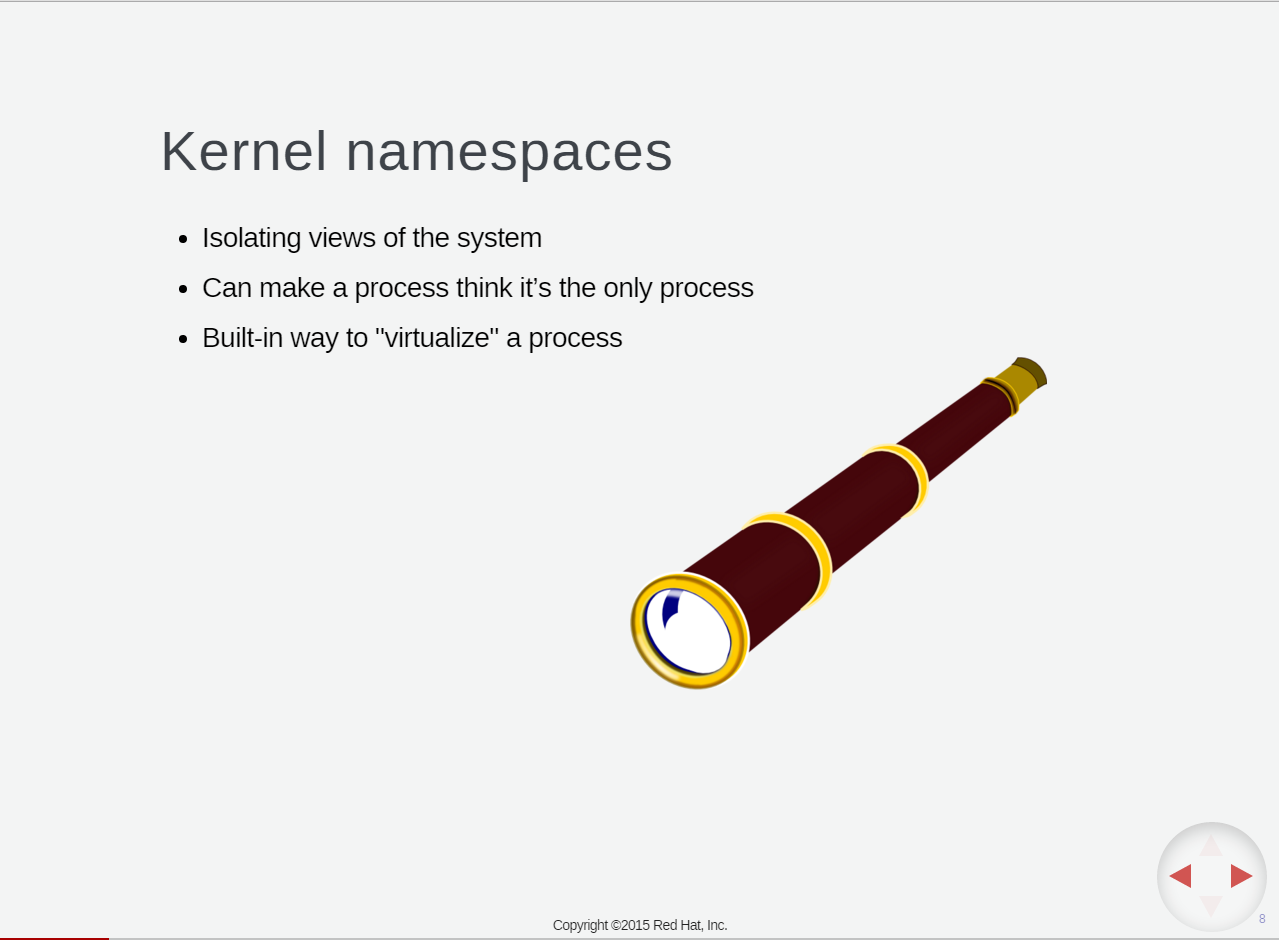 Kernel namespaces
Isolating views of the system
Can make a process think it’s the only process
Built-in way to "virtualize" a process
Copyright ©2015 Red Hat, Inc.
8